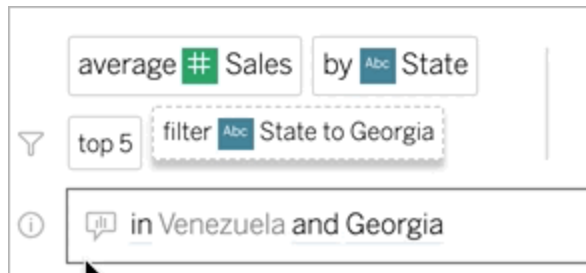 average # Sales by Abc State
top 5 filter Abc State to Georgia
in Venezuela and Georgia